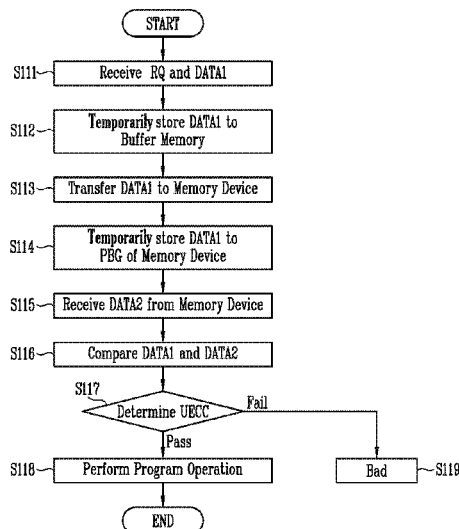 START
S111
Receive RQ and DATA1
S112
Temporarily store DATA1 to
Buffer Memory
S113
Transfer DATA1 to Memory Device
S114
Temporarily store DATA1 to
PBG of Memory Device
S115
Receive DATA2 from Memory Device
S116
Compare DATA1 and DATA2
S117
Determine UECC
Fail
Pass
S118
Perform Program Operation
Bad
S119
END